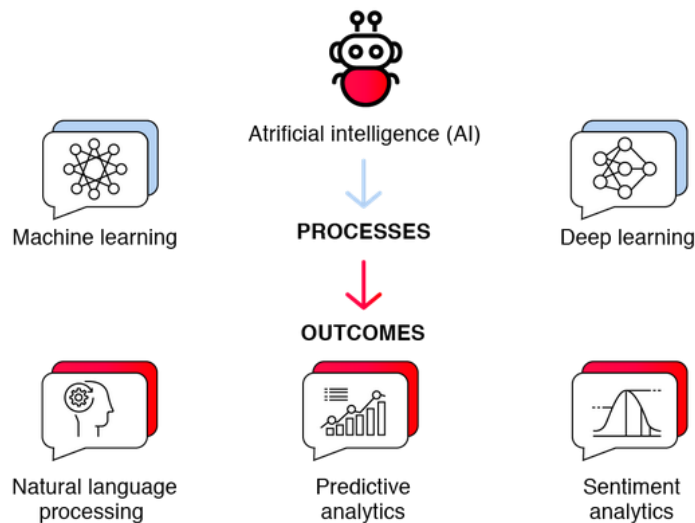 Atrificial intelligence (AI)
Machine learning
PROCESSES
Deep learning
OUTCOMES
Natural language
processing
Predictive
analytics
Sentiment
analytics